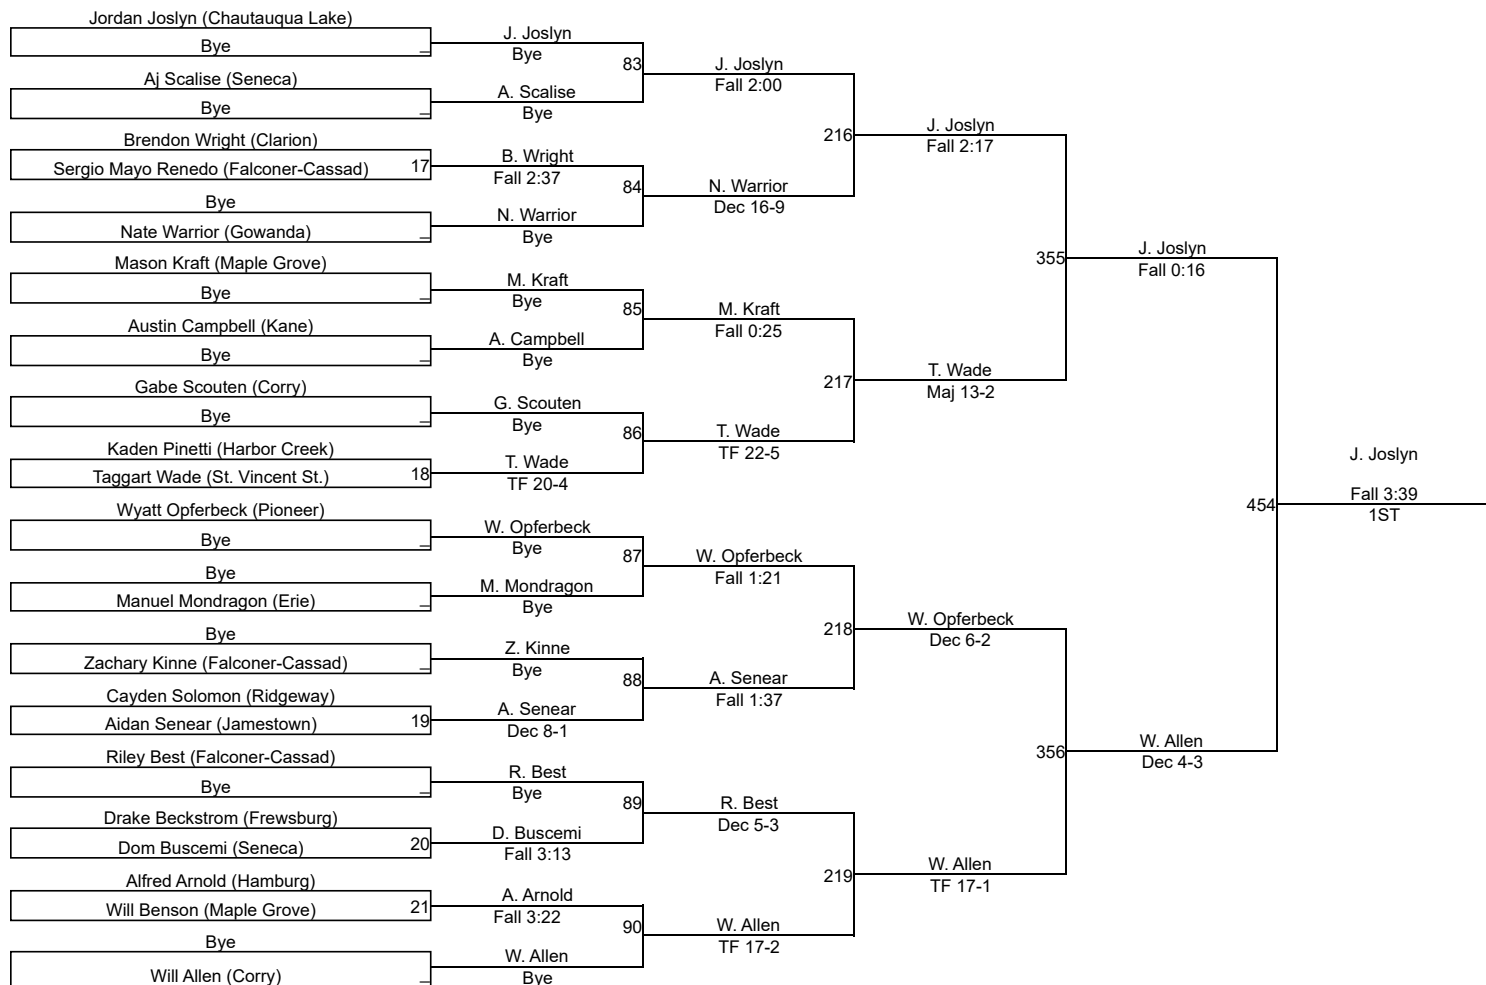 Jordan Joslyn (Chautauqua Lake)
Bye _
Aj Scalise (Seneca)
Bye _
Brendon Wright (Clarion)
Sergio Mayo Renedo (Falconer-Cassad) 17
Bye
Nate Warrior (Gowanda) _
Mason Kraft (Maple Grove)
Bye _
Austin Campbell (Kane)
Bye _
Gabe Scouten (Corry)
Bye _
Kaden Pinetti (Harbor Creek)
Taggart Wade (St. Vincent St.) 18
Wyatt Opferbeck (Pioneer)
Bye _
Bye
Manuel Mondragon (Erie) _
Bye
Zachary Kinne (Falconer-Cassad) _
Cayden Solomon (Ridgeway)
Aidan Senear (Jamestown) 19
Riley Best (Falconer-Cassad)
Bye _
Drake Beckstrom (Frewsburg)
Dom Buscemi (Seneca) 20
Alfred Arnold (Hamburg)
Will Benson (Maple Grove) 21
Bye
Will Allen (Corry) _
J. Joslyn
Bye
83
A. Scalise
Bye
B. Wright
Fall 2:37
84
N. Warrior
Bye
M. Kraft
Bye
85
A. Campbell
Bye
G. Scouten
Bye
86
T. Wade
TF 20-4
W. Opferbeck
Bye
87
M. Mondragon
Bye
Z. Kinne
Bye
88
A. Senear
Dec 8-1
R. Best
Bye
89
D. Buscemi
Fall 3:13
A. Arnold
Fall 3:22
90
W. Allen
Bye
J. Joslyn
Fall 2:00
216
N. Warrior
Dec 16-9
M. Kraft
Fall 0:25
217
T. Wade
TF 22-5
W. Opferbeck
Fall 1:21
218
A. Senear
Fall 1:37
R. Best
Dec 5-3
219
W. Allen
TF 17-2
J. Joslyn
Fall 2:17
355
T. Wade
Maj 13-2
W. Opferbeck
Dec 6-2
356
W. Allen
TF 17-1
J. Joslyn
Fall 0:16
454
W. Allen
Dec 4-3
J. Joslyn
Fall 3:39
1ST